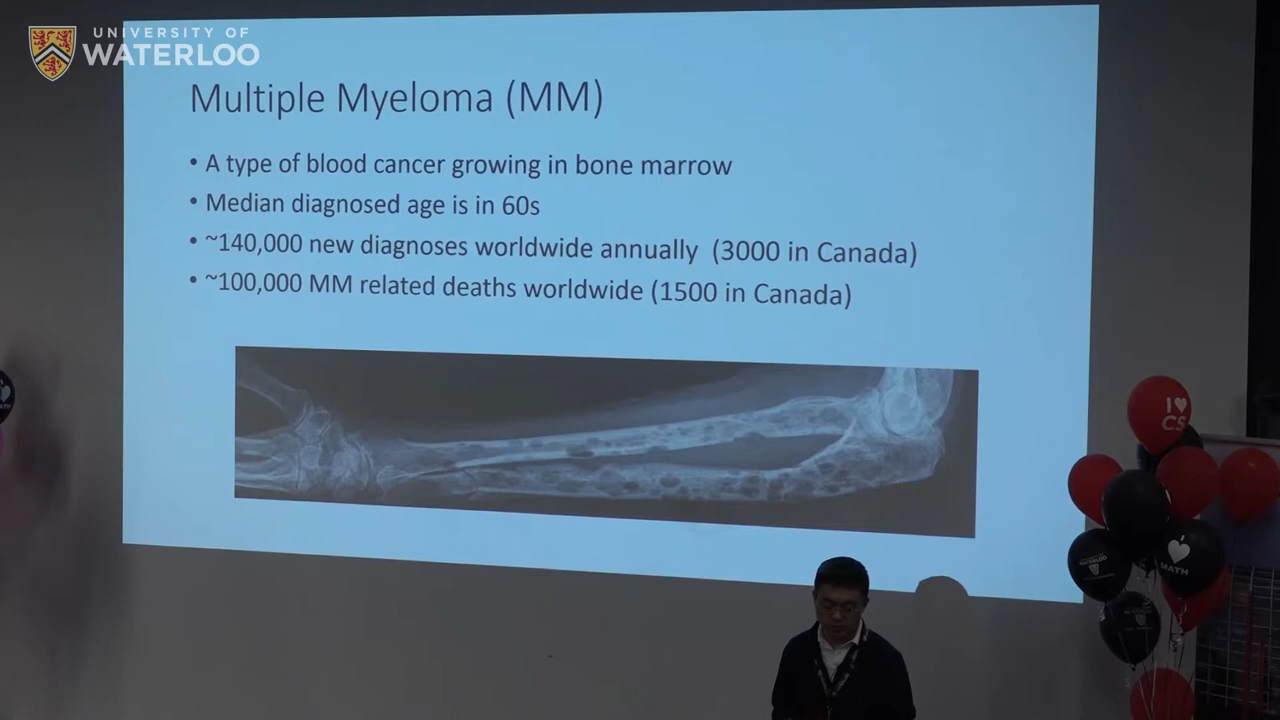 UNIVERSITY OF
WATERLOO
Multiple Myeloma (MM)
• A type of blood cancer growing in bone marrow
• Median diagnosed age is in 60s
• ~140,000 new diagnoses worldwide annually (3000 in Canada)
• ~100,000 MM related deaths worldwide (1500 in Canada)
I♥
CS
MATH
WATERLOO